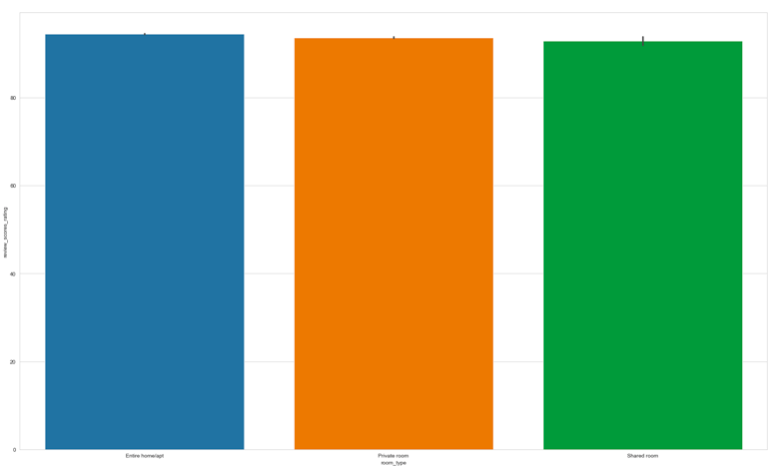 80
60
40
20
0
review_scores_rating
Entire home/apt
Private room
Shared room
room_type